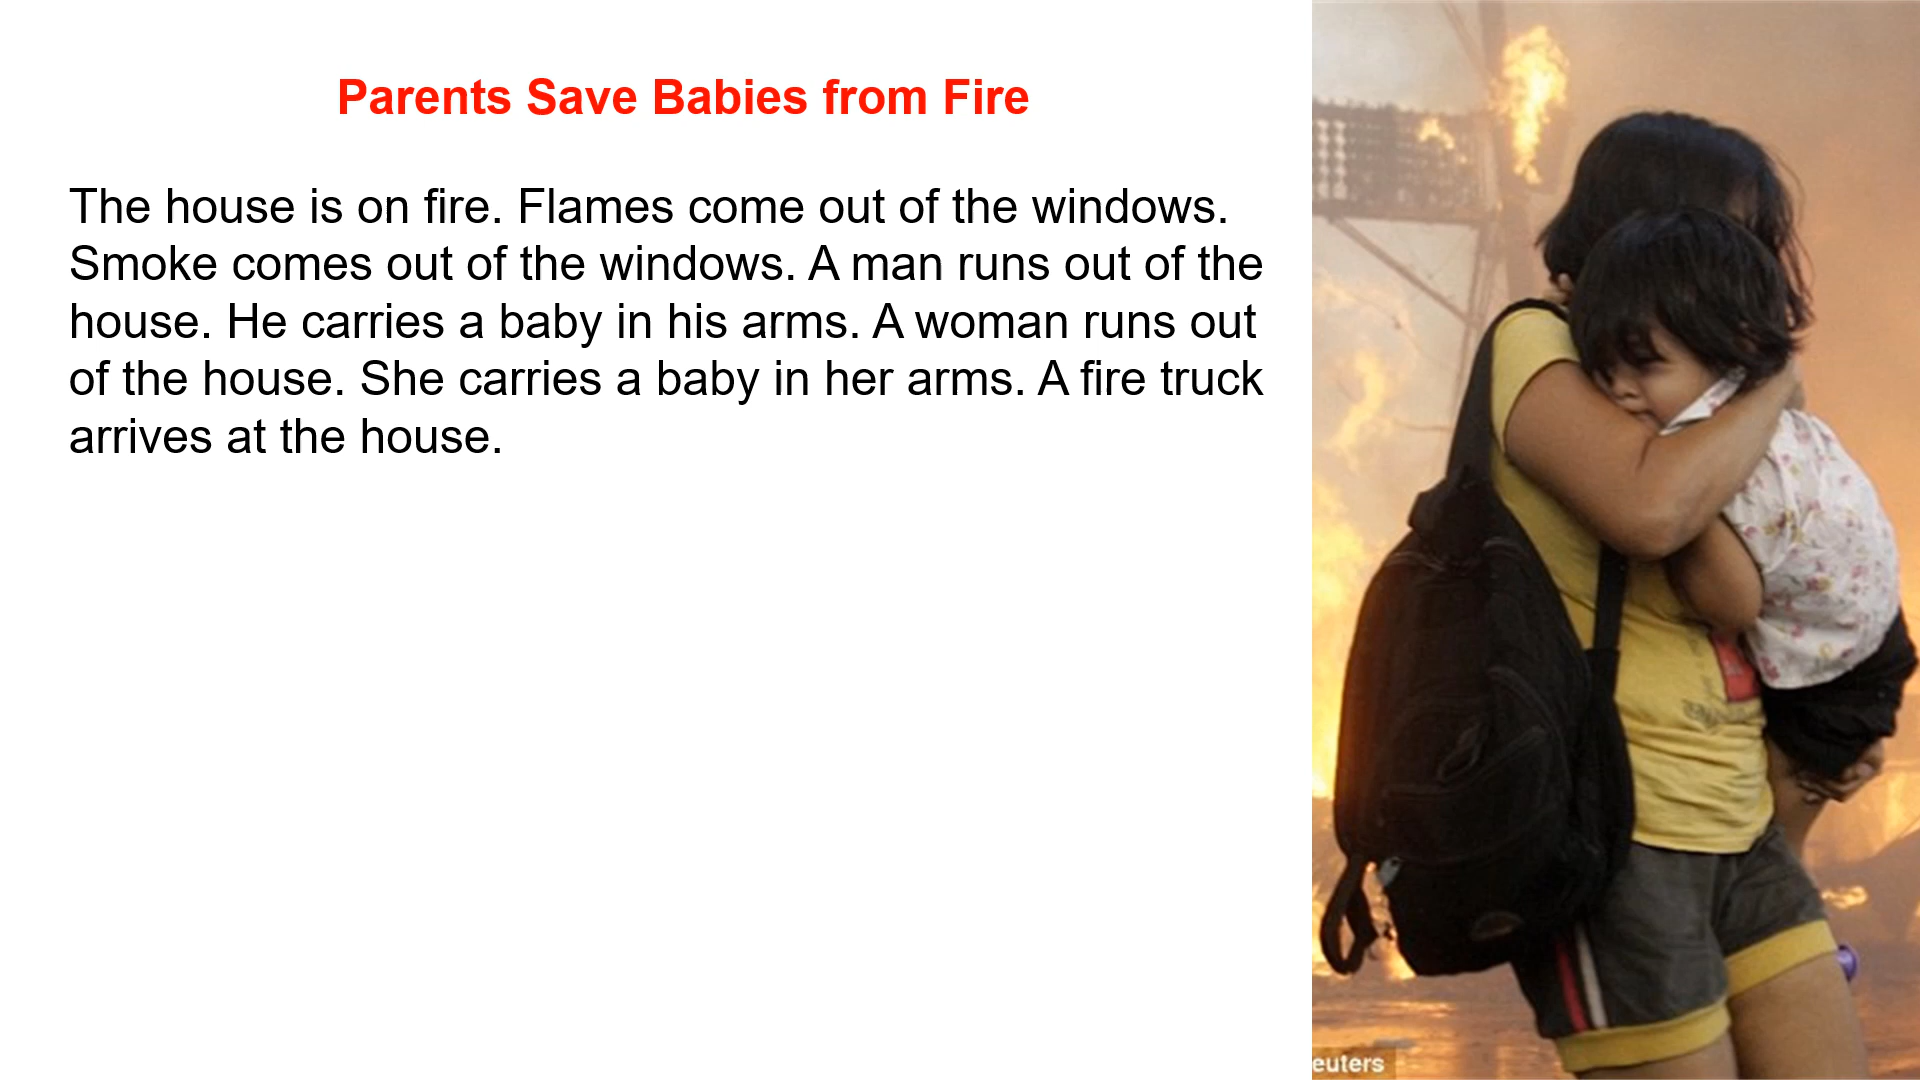 Parents Save Babies from Fire
The house is on fire. Flames come out of the windows.
Smoke comes out of the windows. A man runs out of the
house. He carries a baby in his arms. A woman runs out
of the house. She carries a baby in her arms. A fire truck
arrives at the house.
euters